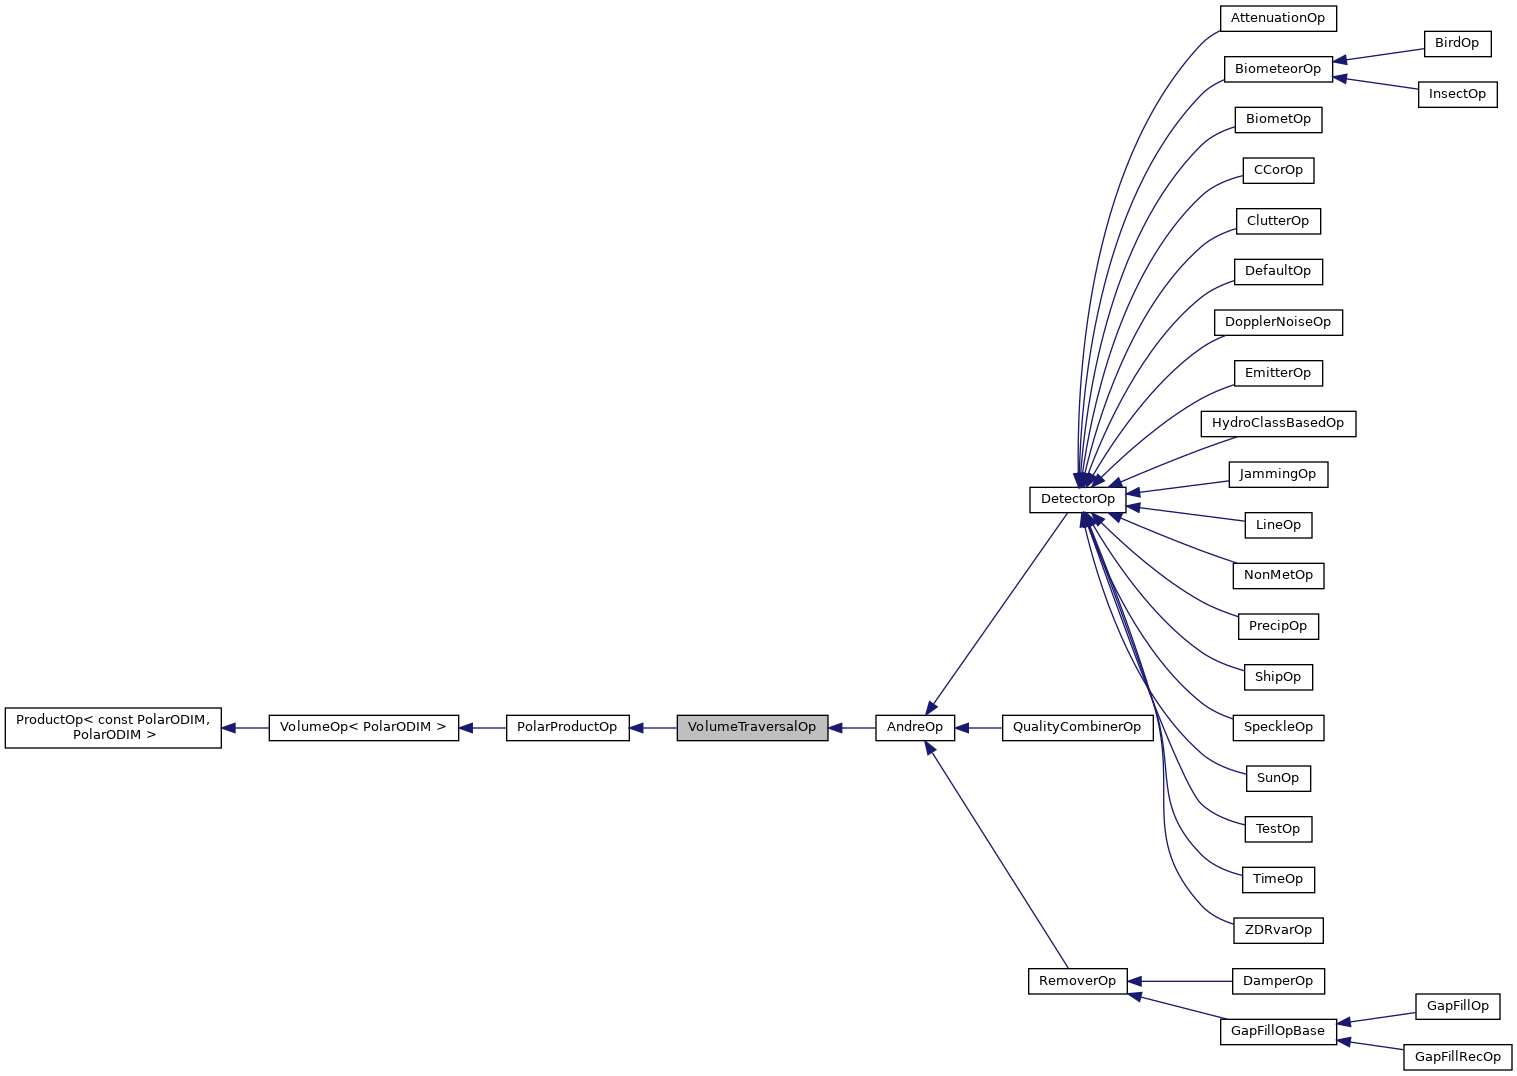 AttenuationOp
BirdOp
BiometeorOp
InsectOp
BiometOp
CCorOp
ClutterOp
DefaultOp
DopplerNoiseOp
EmitterOp
HydroClassBasedOp
JammingOp
DetectorOp
LineOp
NonMetOp
PrecipOp
ShipOp
ProductOp< const PolarODIM,
PolarODIM >
VolumeOp< PolarODIM >
PolarProductOp
VolumeTraversalOp
AndreOp
QualityCombinerOp
SpeckleOp
SunOp
TestOp
TimeOp
ZDRvarOp
RemoverOp
DamperOp
GapFillOp
GapFillOpBase
GapFillRecOp